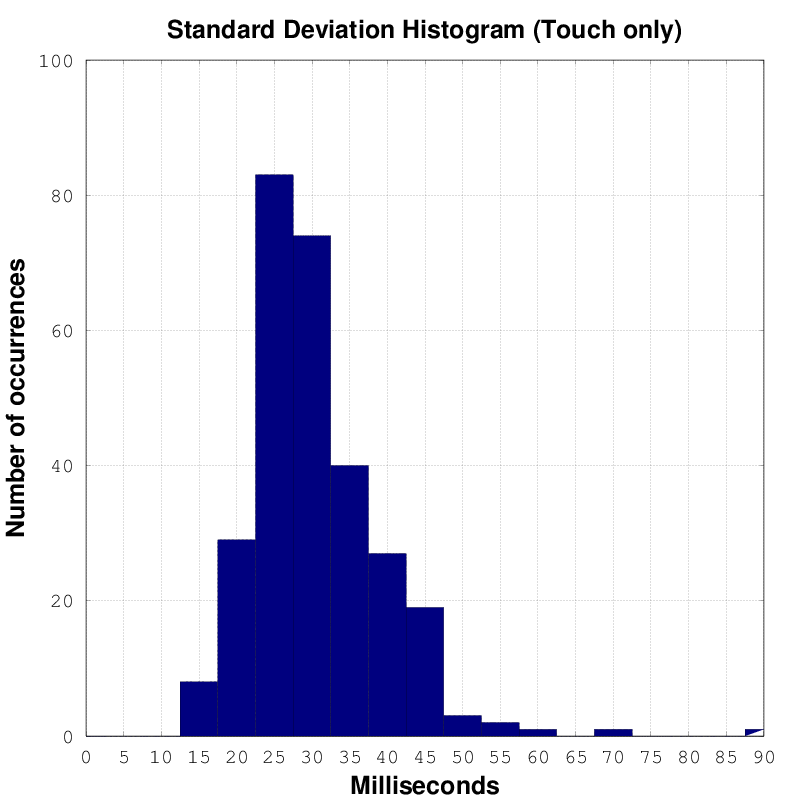 Standard Deviation Histogram (Touch only)
100
80
60
40
20
0
Number of occurrences
0 5 10 15 20 25 30 35 40 45 50 55 60 65 70 75 80 85 90
Milliseconds